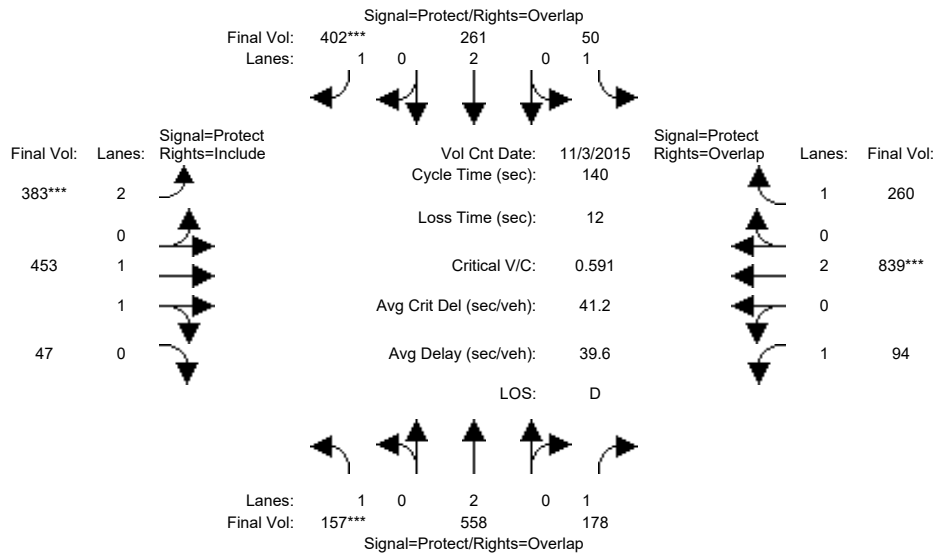 Signal=Protect/Rights=Overlap
Final Vol: 402*** 261 50
Lanes: 1 0 2 0 1
Signal=Protect
Final Vol: Lanes: Rights=Include
Vol Cnt Date: 11/3/2015
Signal=Protect
Rights=Overlap Lanes: Final Vol:
Cycle Time (sec): 140
383*** 2
1 260
Loss Time (sec): 12
0
0
453 1
Critical V/C: 0.591
2 839***
1
Avg Crit Del (sec/veh): 41.2
0
47 0
Avg Delay (sec/veh): 39.6
1 94
LOS: D
Lanes: 1 0 2 0 1
Final Vol: 157*** 558 178
Signal=Protect/Rights=Overlap